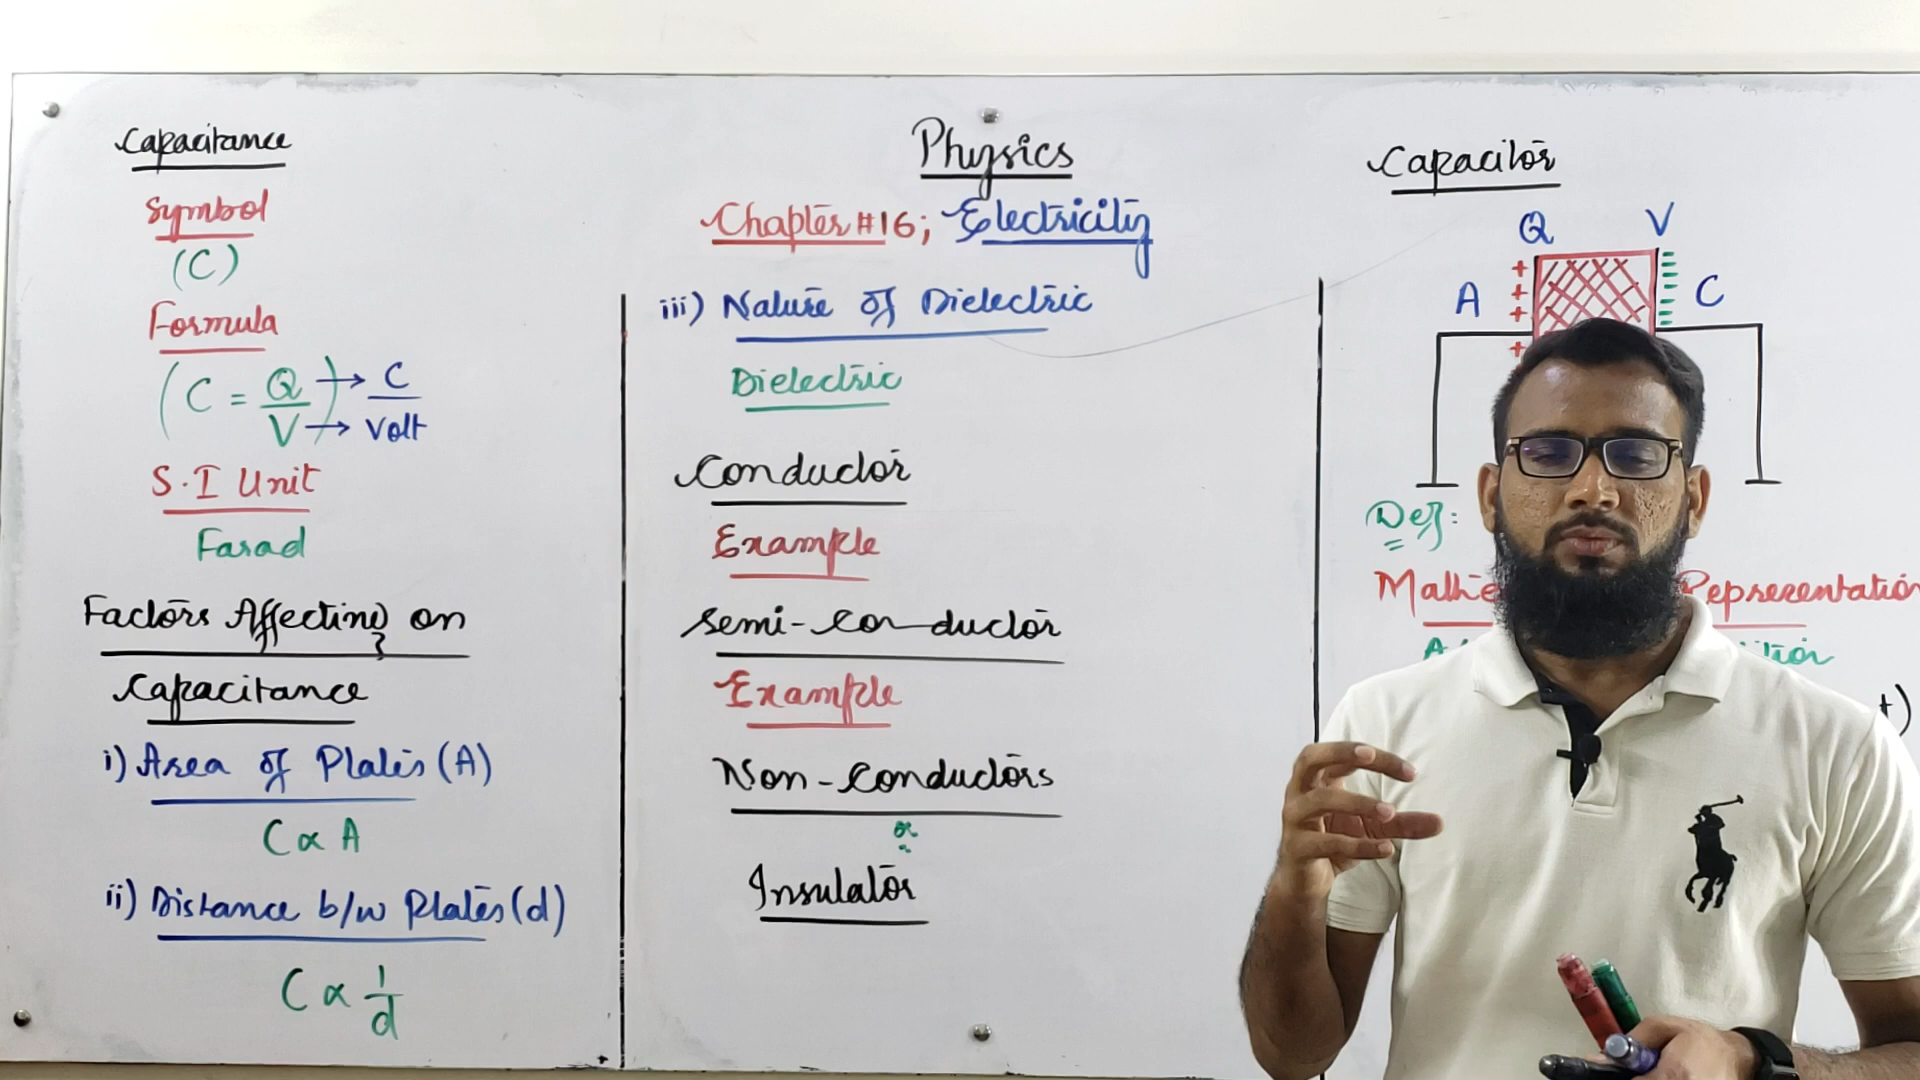 Capacitance
Symbol
(C)
Formula
(C = Q/V) → C
→ Volt
S.I Unit
Farad
Factors Affecting on
Capacitance
i) Area of Plates (A)
C ∝ A
ii) Distance b/w Plates (d)
C ∝ 1/d
Physics
Chapter #16; Electricity
iii) Nature of Dielectric
Dielectric
Conductor
Example
Semi-Conductor
Example
Non-Conductors
or
Insulator
Capacitor
Q V
A C
+ + + +
Def:
Representation
t)